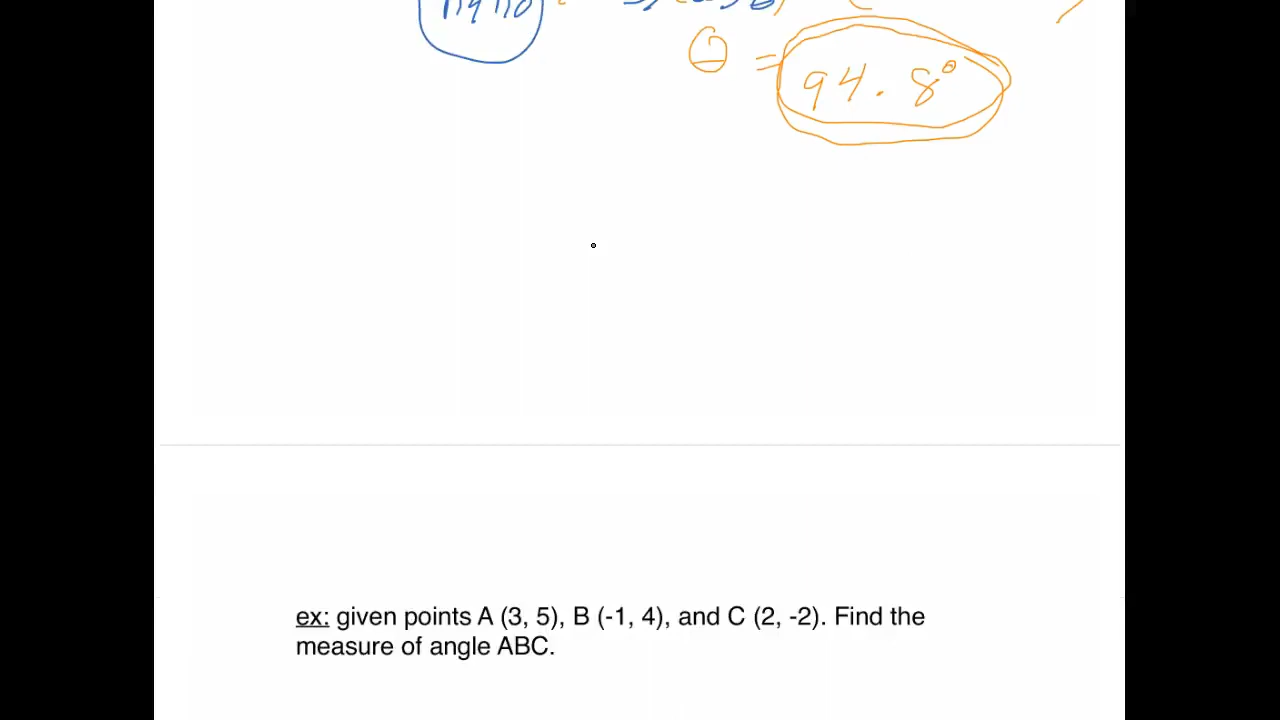 θ = 94.8°
ex: given points A (3, 5), B (-1, 4), and C (2, -2). Find the
measure of angle ABC.